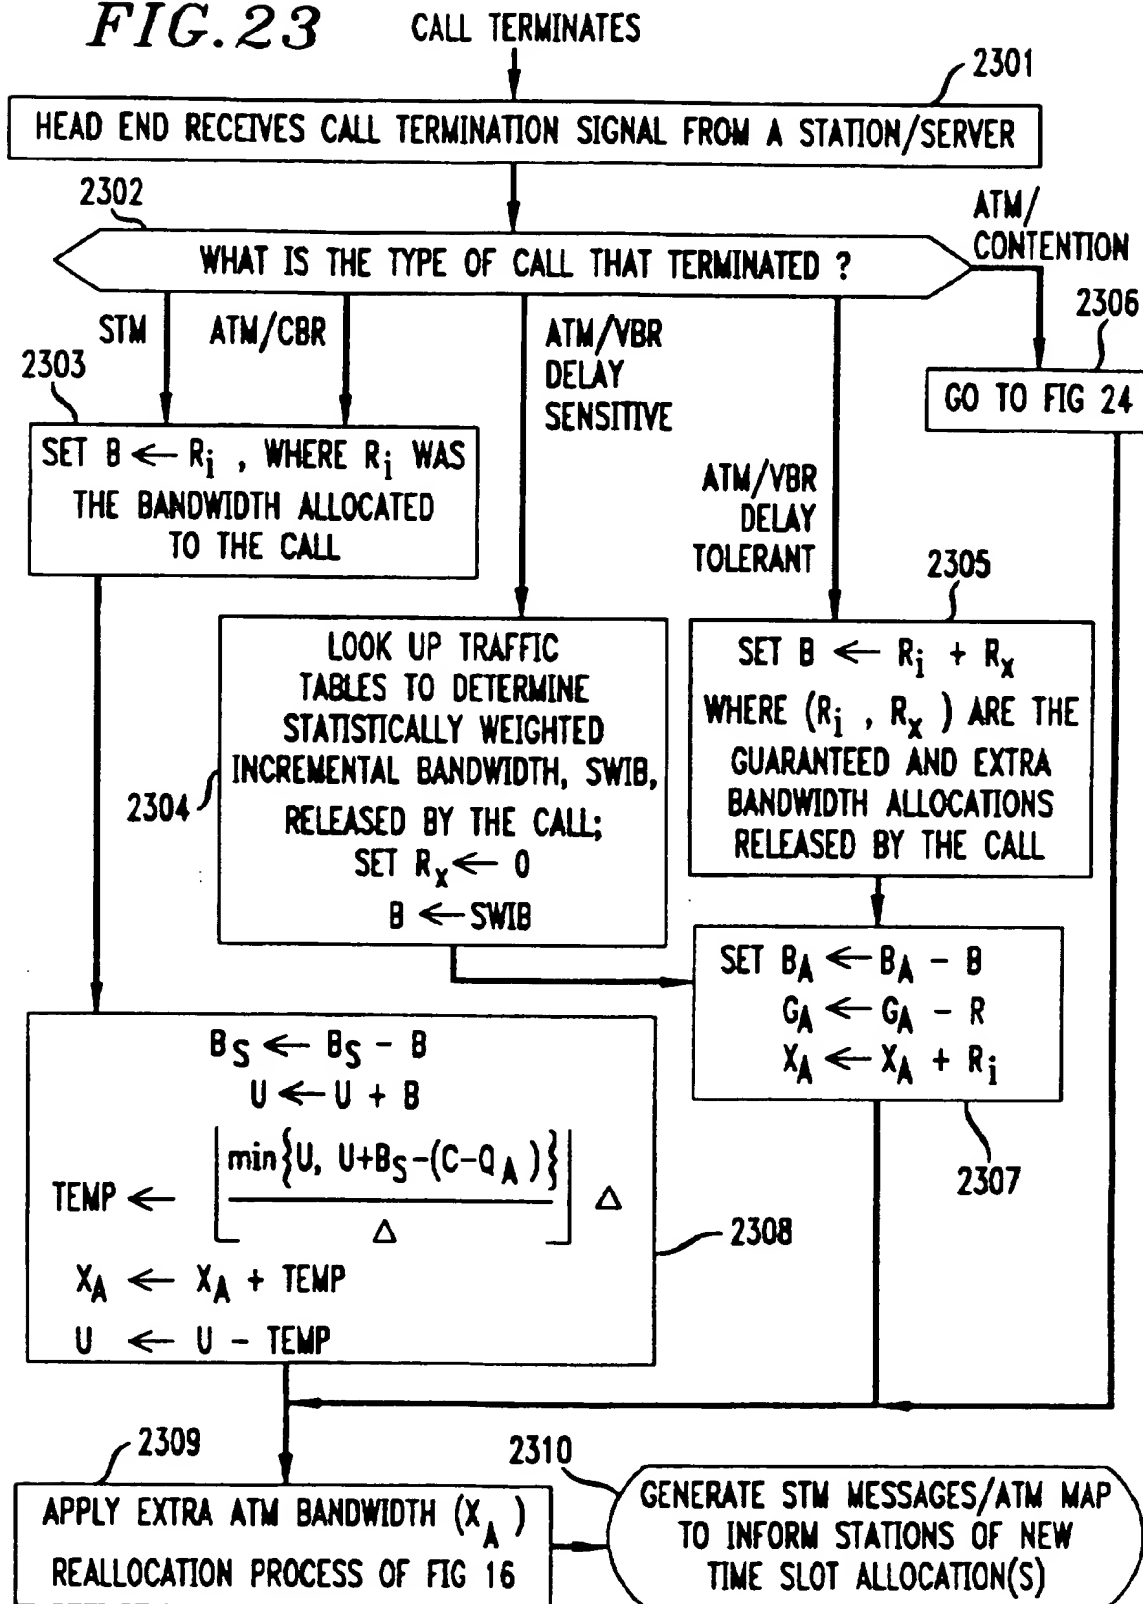 FIG.23
CALL TERMINATES
2301
HEAD END RECEIVES CALL TERMINATION SIGNAL FROM A STATION/SERVER
2302
WHAT IS THE TYPE OF CALL THAT TERMINATED ?
ATM/
CONTENTION
STM
ATM/CBR
ATM/VBR
DELAY
SENSITIVE
ATM/VBR
DELAY
TOLERANT
2306
GO TO FIG 24
2303
SET B ← Ri , WHERE Ri WAS
THE BANDWIDTH ALLOCATED
TO THE CALL
2304
LOOK UP TRAFFIC
TABLES TO DETERMINE
STATISTICALLY WEIGHTED
INCREMENTAL BANDWIDTH, SWIB,
RELEASED BY THE CALL;
SET Rx ← 0
B ← SWIB
2305
SET B ← Ri + Rx
WHERE (Ri , Rx ) ARE THE
GUARANTEED AND EXTRA
BANDWIDTH ALLOCATIONS
RELEASED BY THE CALL
SET BA ← BA - B
GA ← GA - R
XA ← XA + Ri
2307
BS ← BS - B
U ← U + B
TEMP ← ⌊ min{U, U+BS-(C-QA )} / Δ ⌋ Δ
XA ← XA + TEMP
U ← U - TEMP
2308
2309
APPLY EXTRA ATM BANDWIDTH (XA )
REALLOCATION PROCESS OF FIG 16
2310
GENERATE STM MESSAGES/ATM MAP
TO INFORM STATIONS OF NEW
TIME SLOT ALLOCATION(S)